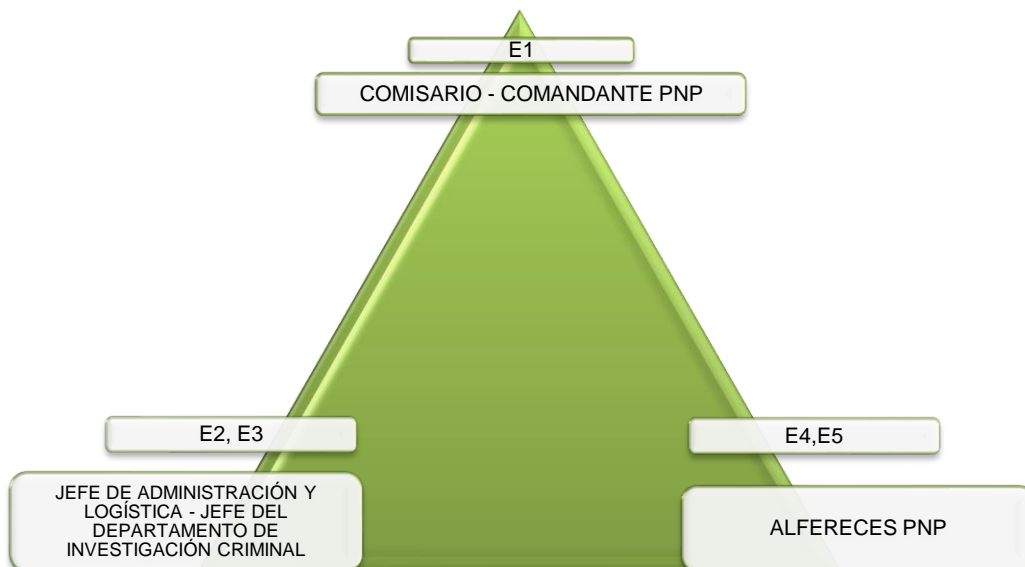 E1
COMISARIO - COMANDANTE PNP
E2, E3
E4,E5
JEFE DE ADMINISTRACIÓN Y
LOGÍSTICA - JEFE DEL
DEPARTAMENTO DE
INVESTIGACIÓN CRIMINAL
ALFERECES PNP